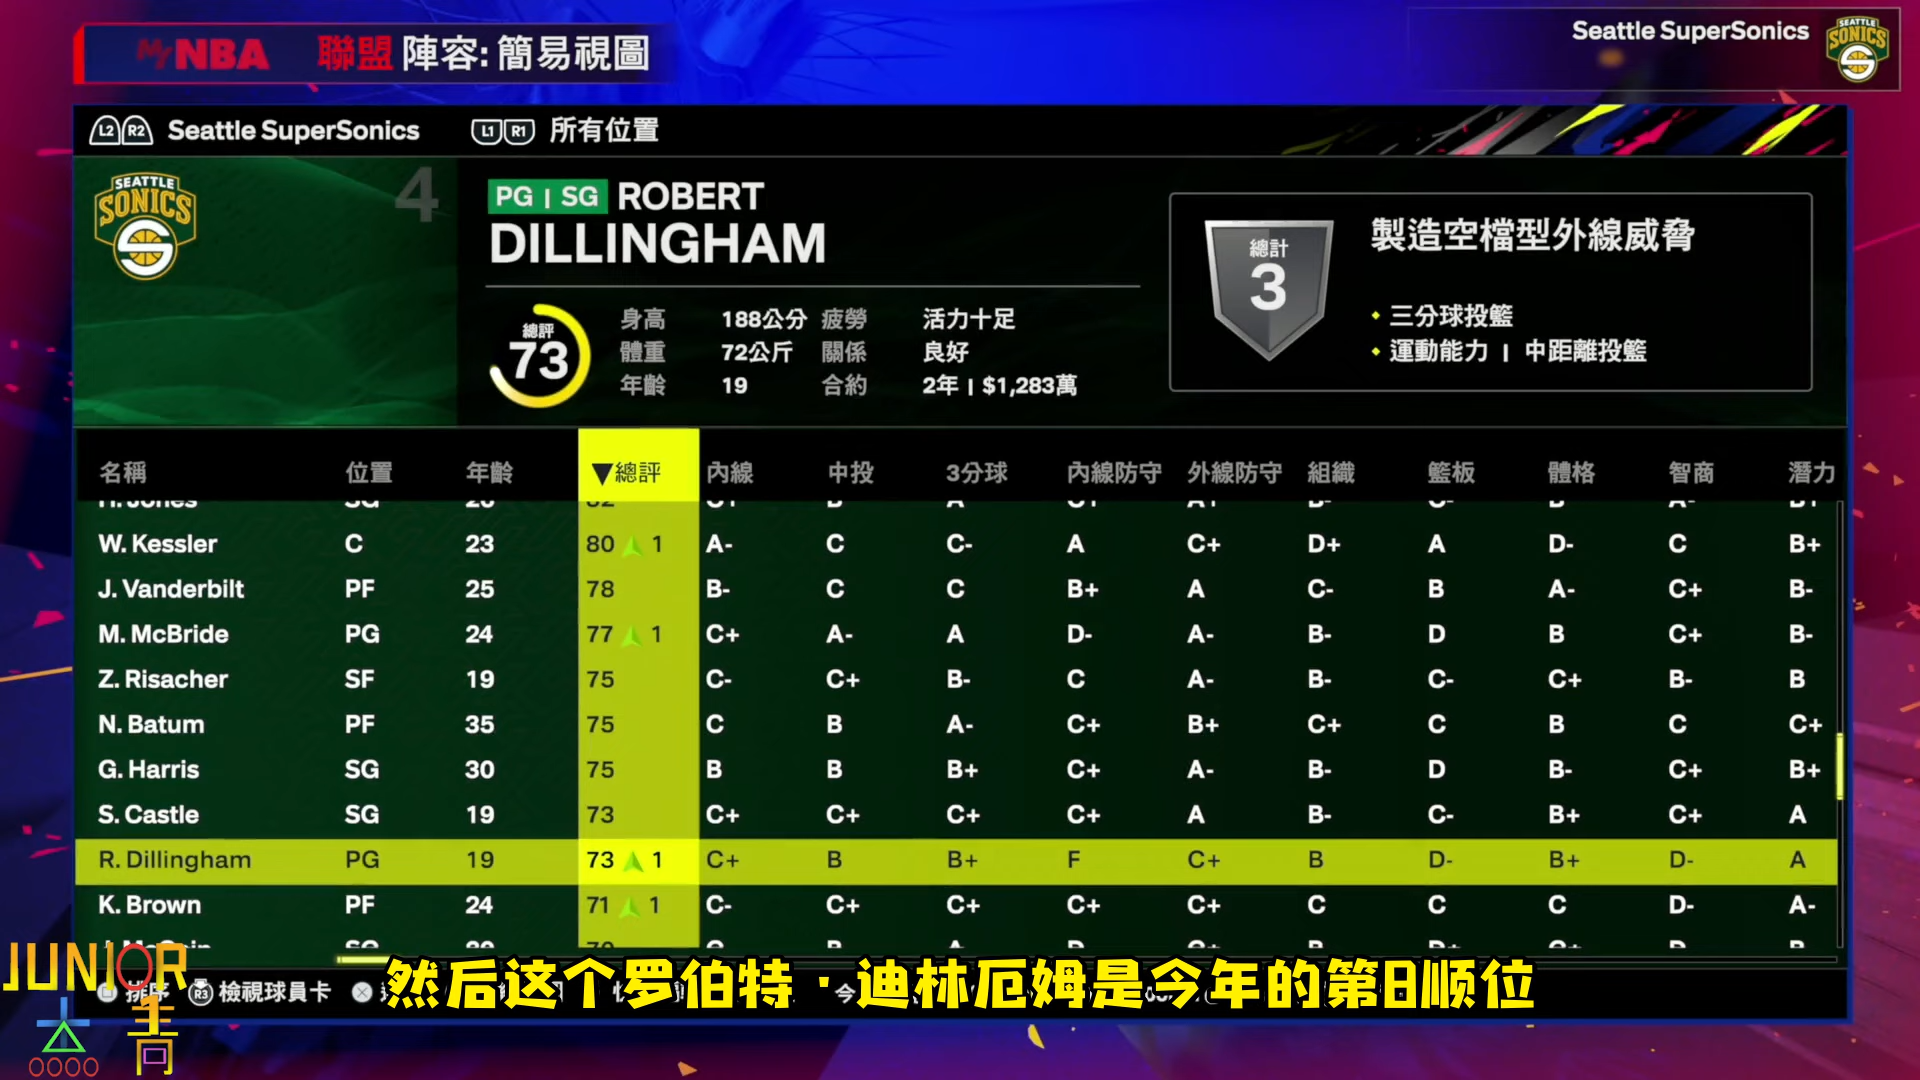 MyNBA 聯盟 陣容: 簡易視圖
Seattle SuperSonics
SEATTLE SONICS
L2 R2 Seattle SuperSonics L1 R1 所有位置
SEATTLE SONICS
4
PG | SG ROBERT
DILLINGHAM
總評 73
身高 188公分 疲勞 活力十足
體重 72公斤 關係 良好
年齡 19 合約 2年 | $1,283萬
總計 3
製造空檔型外線威脅
三分球投籃
運動能力 | 中距離投籃
名稱 位置 年齡 ▼總評 內線 中投 3分球 內線防守 外線防守 組織 籃板 體格 智商 潛力
W. Kessler C 23 80 1 A- C C- A C+ D+ A D- C B+
J. Vanderbilt PF 25 78 B- C C B+ A C- B A- C+ B-
M. McBride PG 24 77 1 C+ A- A D- A- B- D B C+ B-
Z. Risacher SF 19 75 C- C+ B- C A- B- C- C+ B- B
N. Batum PF 35 75 C B A- C+ B+ C+ C B C C+
G. Harris SG 30 75 B B B+ C+ A- B- D B- C+ B+
S. Castle SG 19 73 C+ C+ C+ C+ A B- C- B+ C+ A
R. Dillingham PG 19 73 1 C+ B B+ F C+ B D- B+ D- A
K. Brown PF 24 71 1 C- C+ C+ C+ C+ C C C D- A-
排序 R3 檢視球員卡
然后这个罗伯特·迪林厄姆是今年的第8顺位
JUNIOR